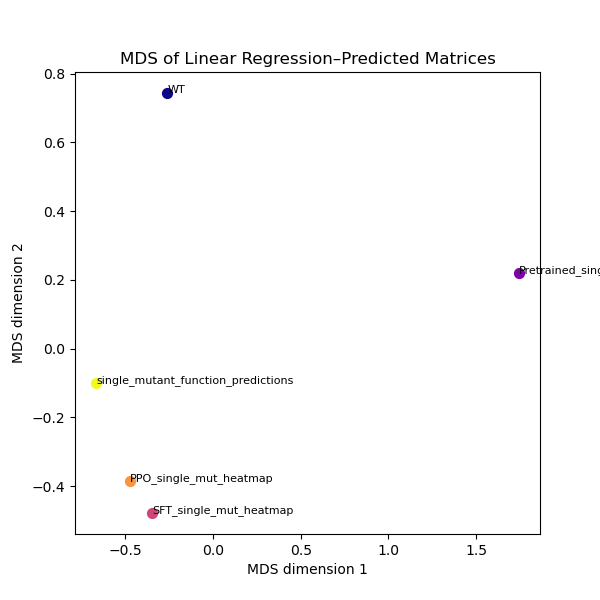 MDS of Linear Regression–Predicted Matrices
0.8
0.6
0.4
0.2
0.0
−0.2
−0.4
MDS dimension 2
WT
Pretrained_sing
single_mutant_function_predictions
PPO_single_mut_heatmap
SFT_single_mut_heatmap
−0.5
0.0
0.5
1.0
1.5
MDS dimension 1